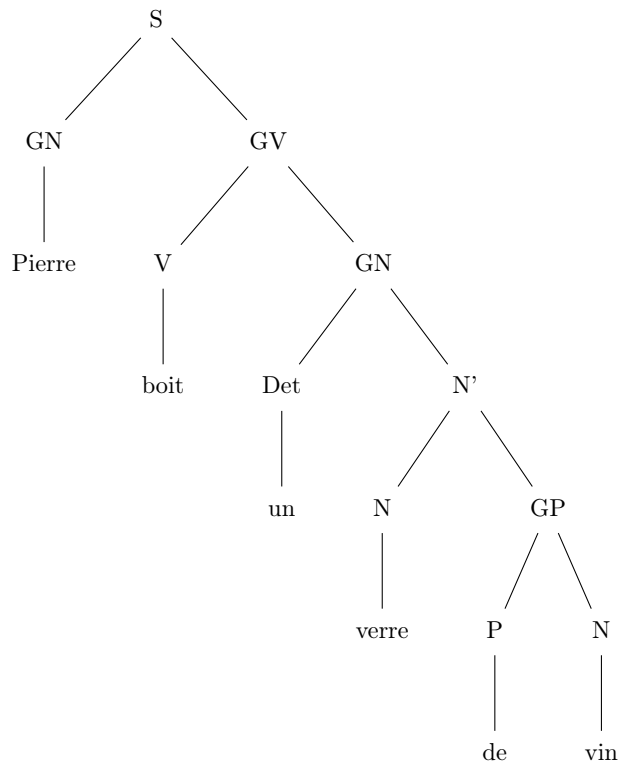 S
GN GV
Pierre V GN
boit Det N'
un N GP
verre P N
de vin